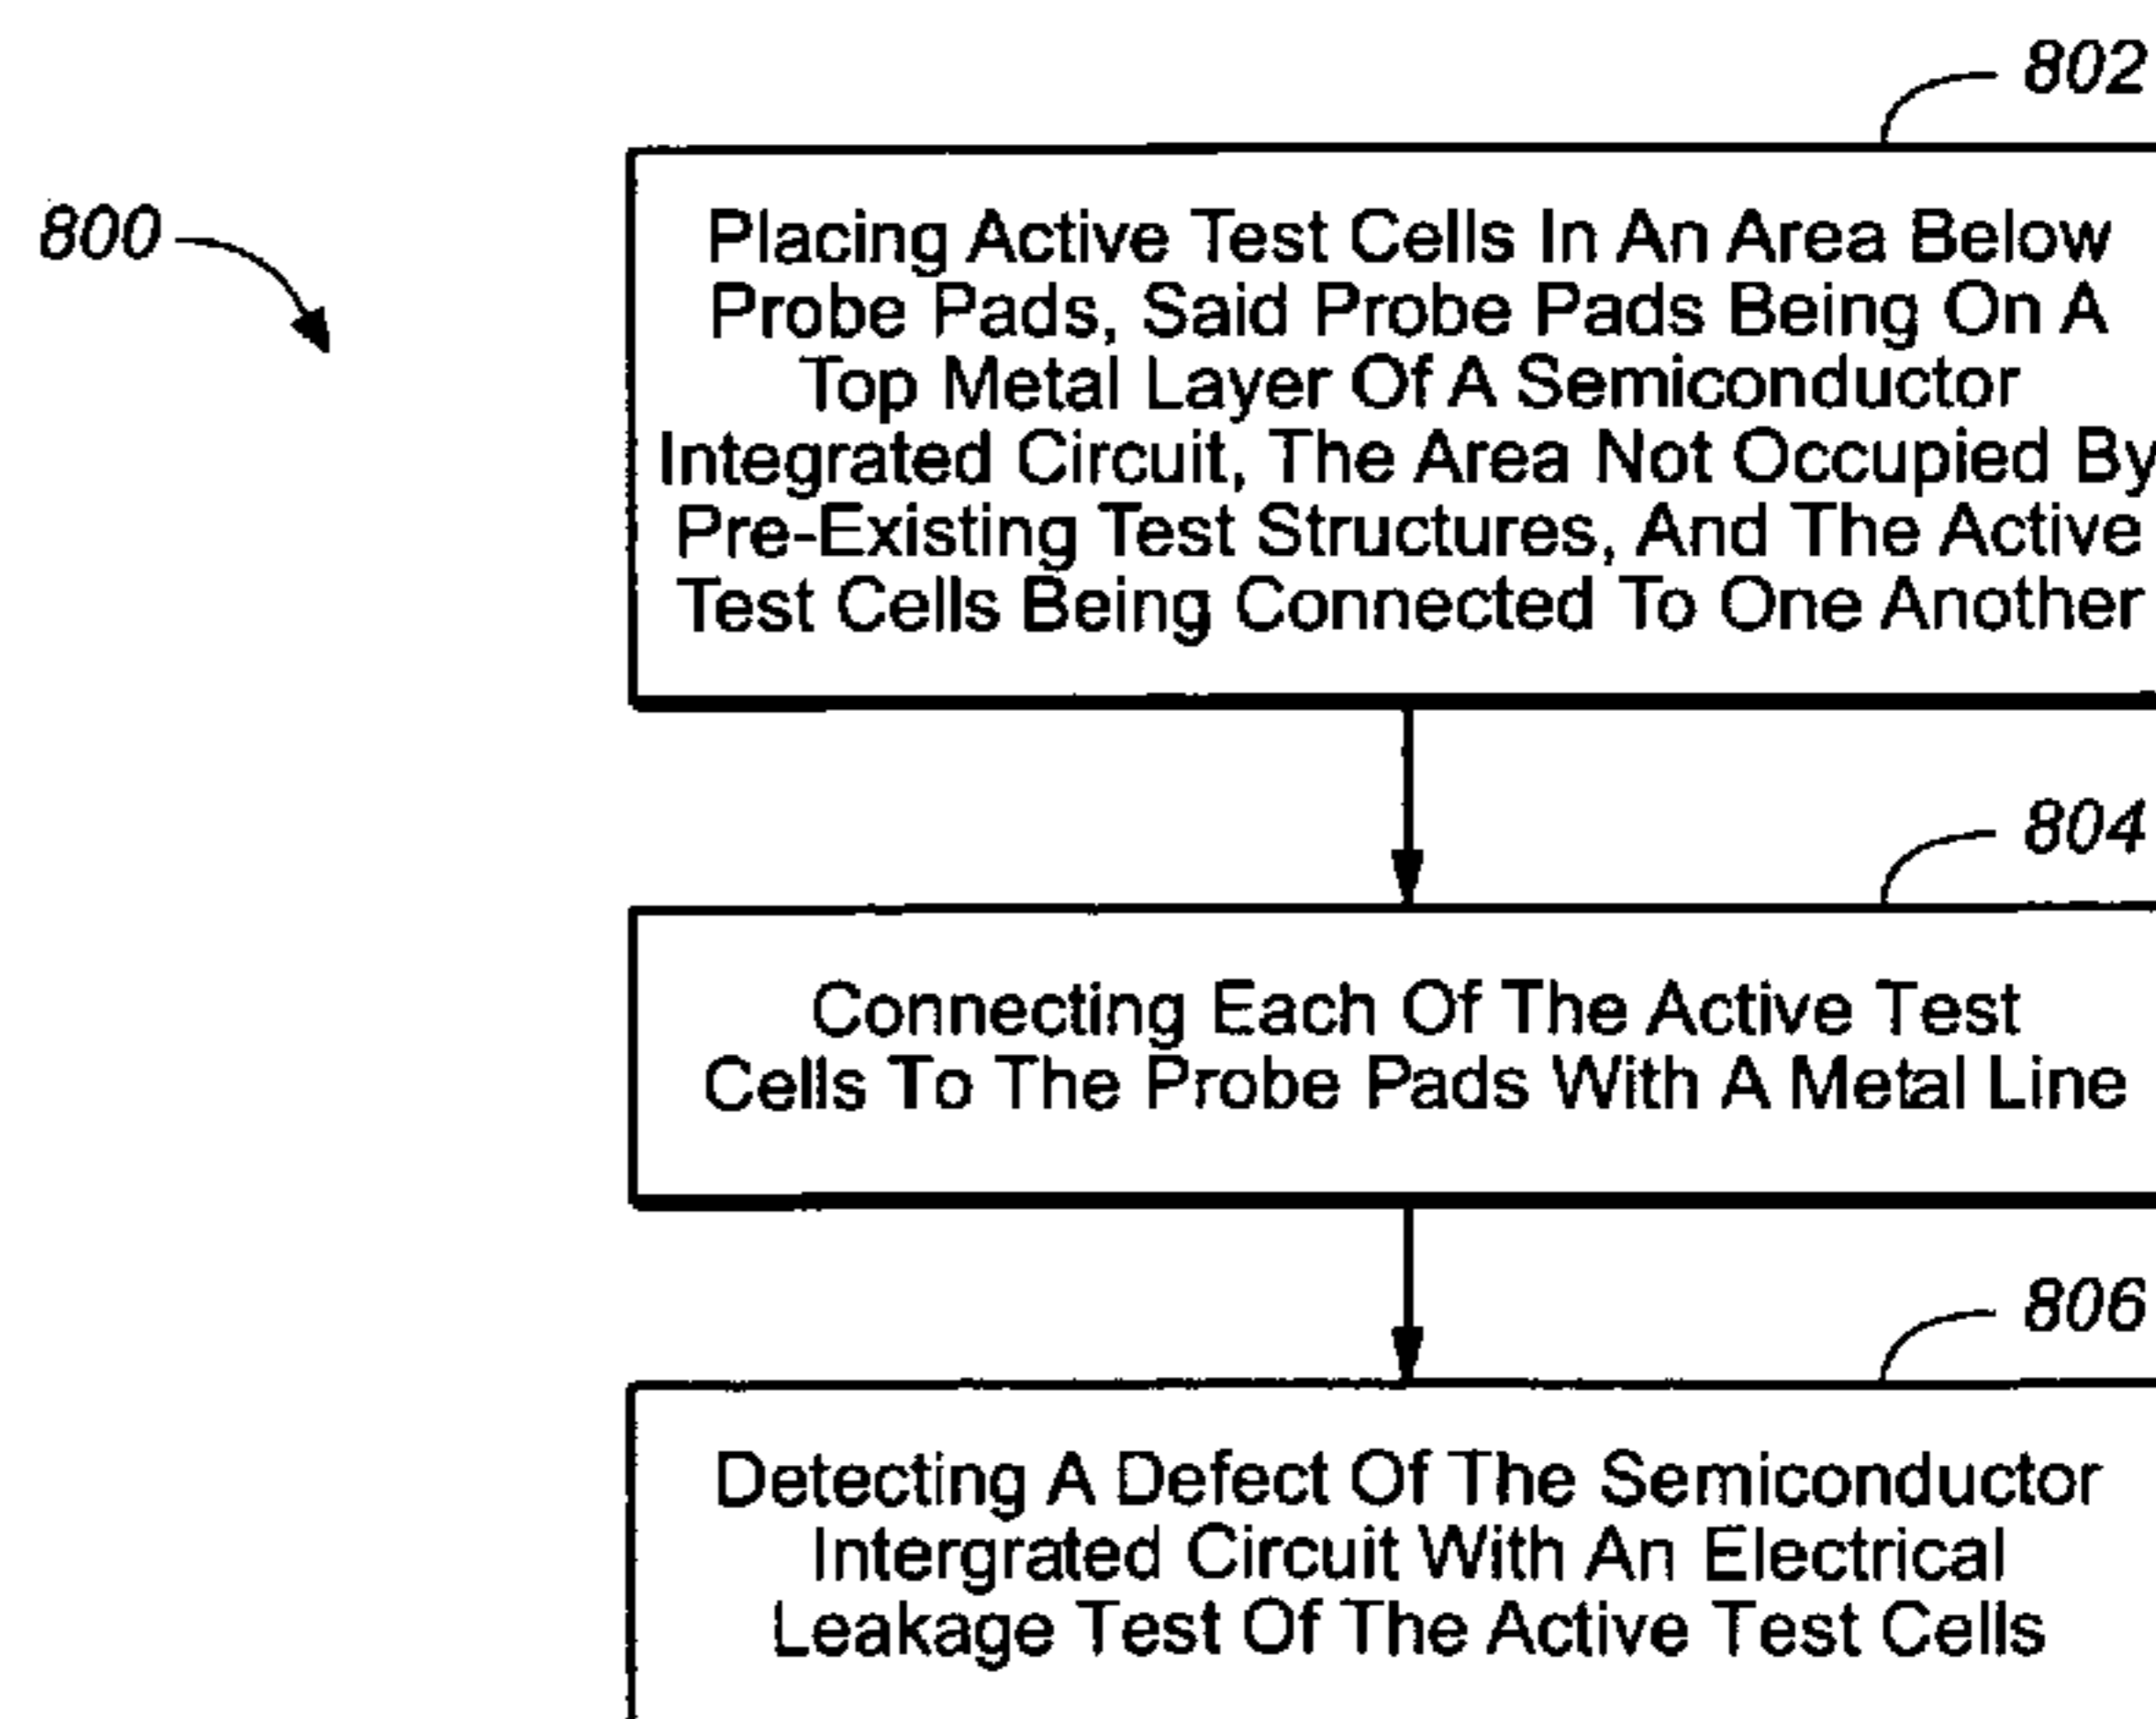 802
800
Placing Active Test Cells In An Area Below
Probe Pads, Said Probe Pads Being On A
Top Metal Layer Of A Semiconductor
Integrated Circuit, The Area Not Occupied By
Pre-Existing Test Structures, And The Active
Test Cells Being Connected To One Another
804
Connecting Each Of The Active Test
Cells To The Probe Pads With A Metal Line
806
Detecting A Defect Of The Semiconductor
Intergrated Circuit With An Electrical
Leakage Test Of The Active Test Cells